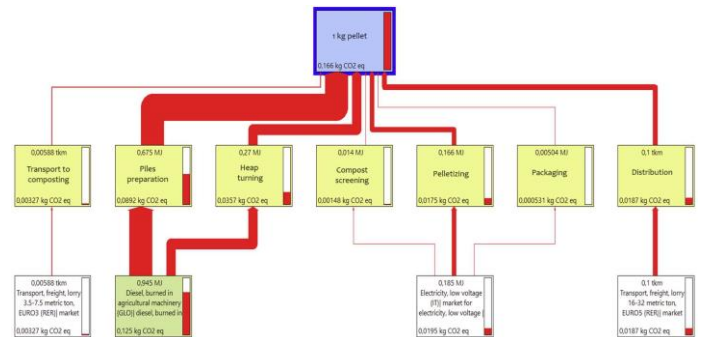 1 kg pellet
0,166 kg CO2 eq
0,00588 tkm
Transport to
composting
0,00327 kg CO2 eq
0,675 MJ
Piles
preparation
0,0892 kg CO2 eq
0,27 MJ
Heap
turning
0,0357 kg CO2 eq
0,014 MJ
Compost
screening
0,00148 kg CO2 eq
0,166 MJ
Pelletizing
0,0175 kg CO2 eq
0,00504 MJ
Packaging
0,000531 kg CO2 eq
0,1 tkm
Distribution
0,0187 kg CO2 eq
0,00588 tkm
Transport, freight, lorry
3.5-7.5 metric ton,
EURO3 {RER}| market
0,00327 kg CO2 eq
0,945 MJ
Diesel, burned in
agricultural machinery
{GLO}| diesel, burned in
0,125 kg CO2 eq
0,185 MJ
Electricity, low voltage
{IT}| market for
electricity, low voltage |
0,0195 kg CO2 eq
0,1 tkm
Transport, freight, lorry
16-32 metric ton,
EURO5 {RER}| market
0,0187 kg CO2 eq